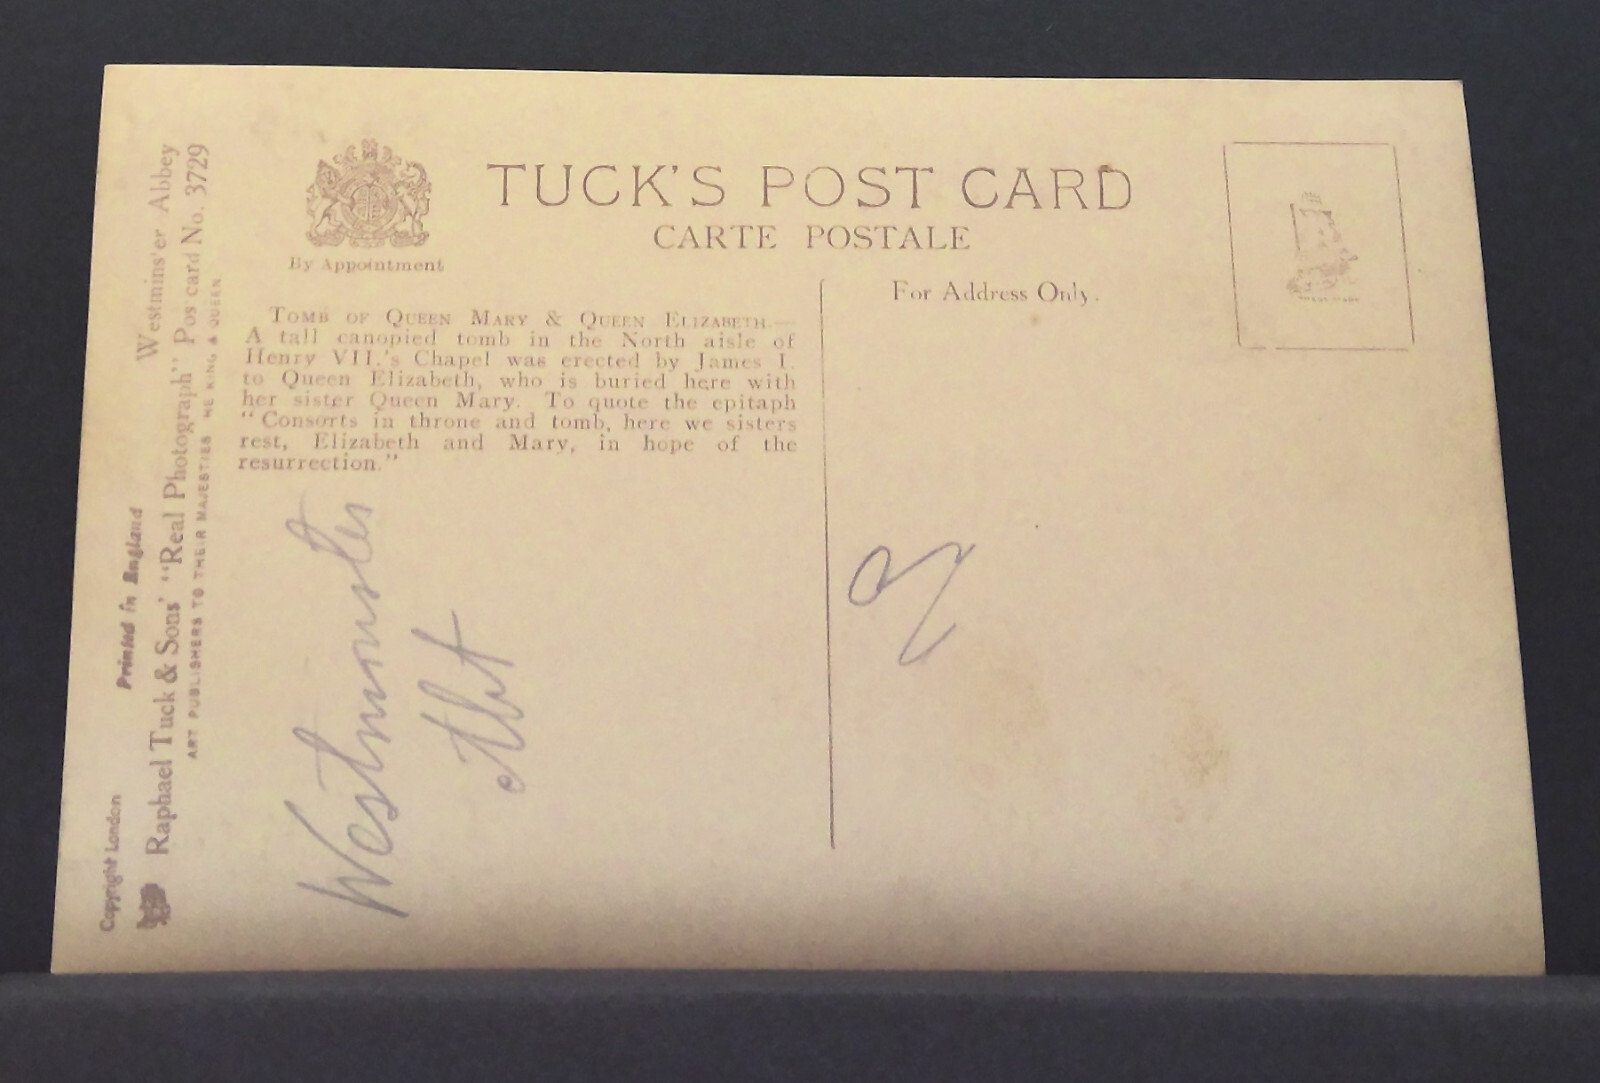 TUCK'S POST CARD
CARTE POSTALE
By Appointment
For Address Only.
TOMB OF QUEEN MARY & QUEEN ELIZABETH.—
A tall canopied tomb in the North aisle of
Henry VII.'s Chapel was erected by James I.
to Queen Elizabeth, who is buried here with
her sister Queen Mary. To quote the epitaph
"Consorts in throne and tomb, here we sisters
rest, Elizabeth and Mary, in hope of the
resurrection."
Copyright London
Printed in England
Westmins'er Abbey
Raphael Tuck & Sons' "Real Photograph" Pos card No. 3729
ART PUBLISHERS TO THEIR MAJESTIES HE KING & QUEEN
Westminster